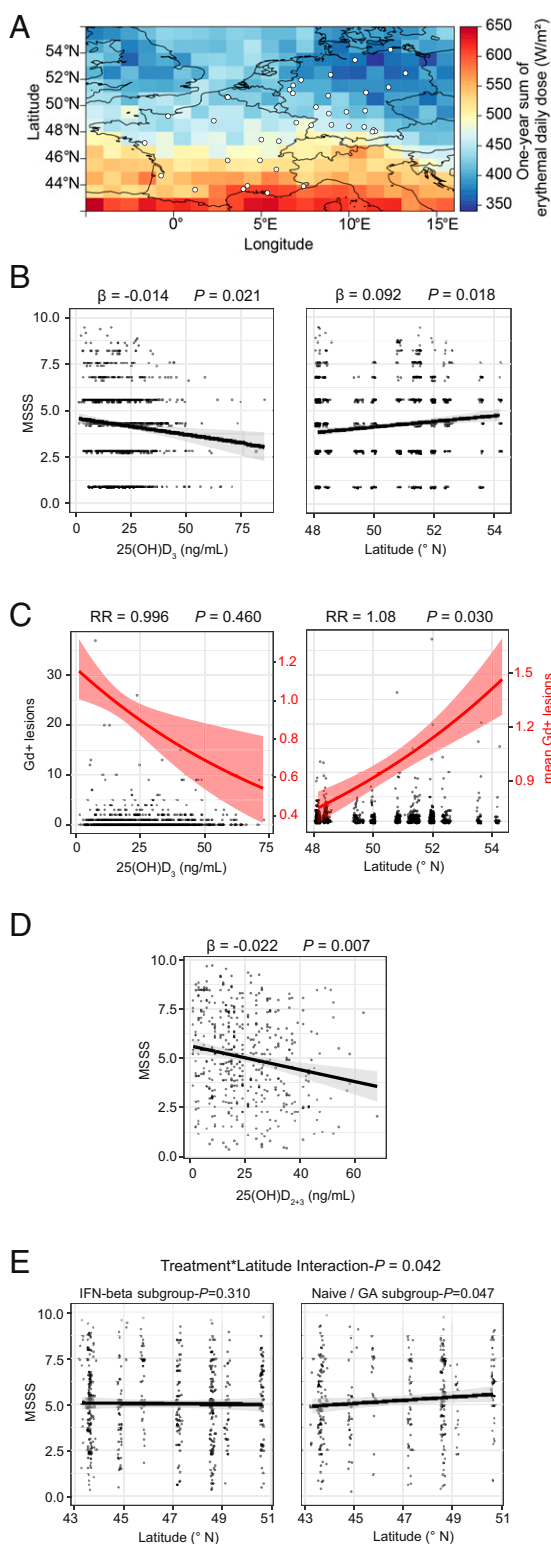 A
54°N
52°N
50°N
48°N
46°N
44°N
Latitude
0°
5°E
10°E
15°E
Longitude
650
600
550
500
450
400
350
One-year sum of
erythemal daily dose (W/m²)
B
β = -0.014 P = 0.021
β = 0.092 P = 0.018
10.0
7.5
5.0
2.5
0.0
MSSS
0 25 50 75
25(OH)D₃ (ng/mL)
48 50 52 54
Latitude (° N)
C
RR = 0.996 P = 0.460
RR = 1.08 P = 0.030
30
20
10
0
Gd+ lesions
1.2
1.0
0.8
0.6
0.4
1.5
1.2
0.9
mean Gd+ lesions
0 25 50 75
25(OH)D₃ (ng/mL)
48 50 52 54
Latitude (° N)
D
β = -0.022 P = 0.007
10.0
7.5
5.0
2.5
0.0
MSSS
0 25 40 60
25(OH)D₂₊₃ (ng/mL)
E
Treatment*Latitude Interaction-P = 0.042
IFN-beta subgroup-P=0.310
Naive / GA subgroup-P=0.047
10.0
7.5
5.0
2.5
0.0
MSSS
43 45 47 49 51
Latitude (° N)
43 45 47 49 51
Latitude (° N)